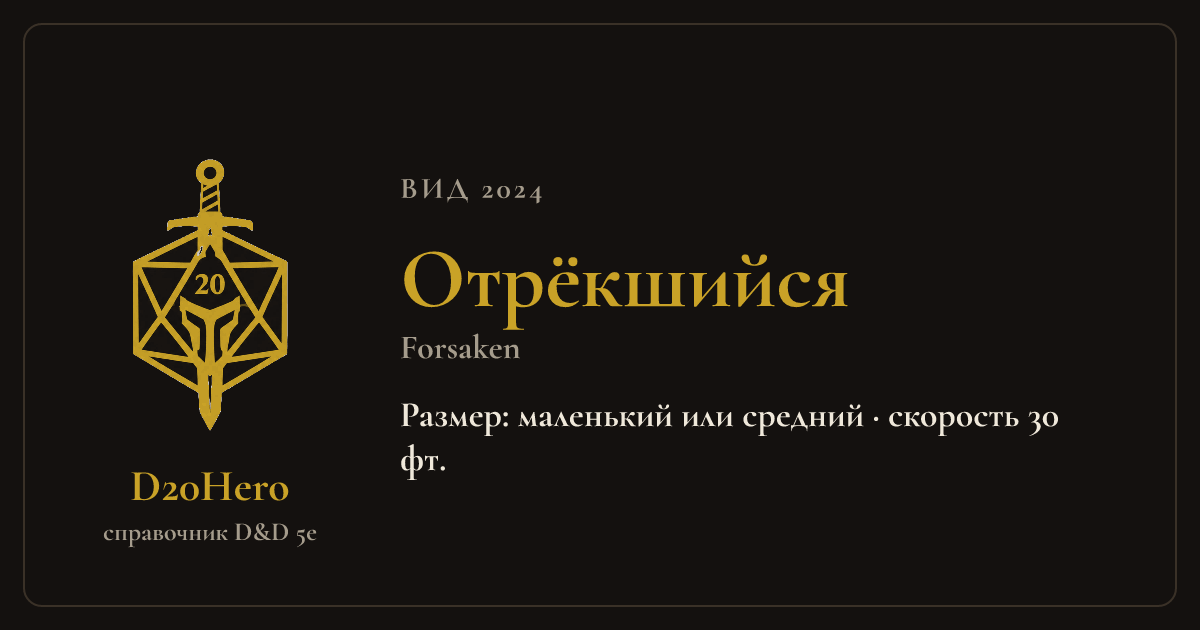 20
D20Hero
справочник D&D 5e
ВИД 2024
Отрёкшийся
Forsaken
Размер: маленький или средний · скорость 30
фт.